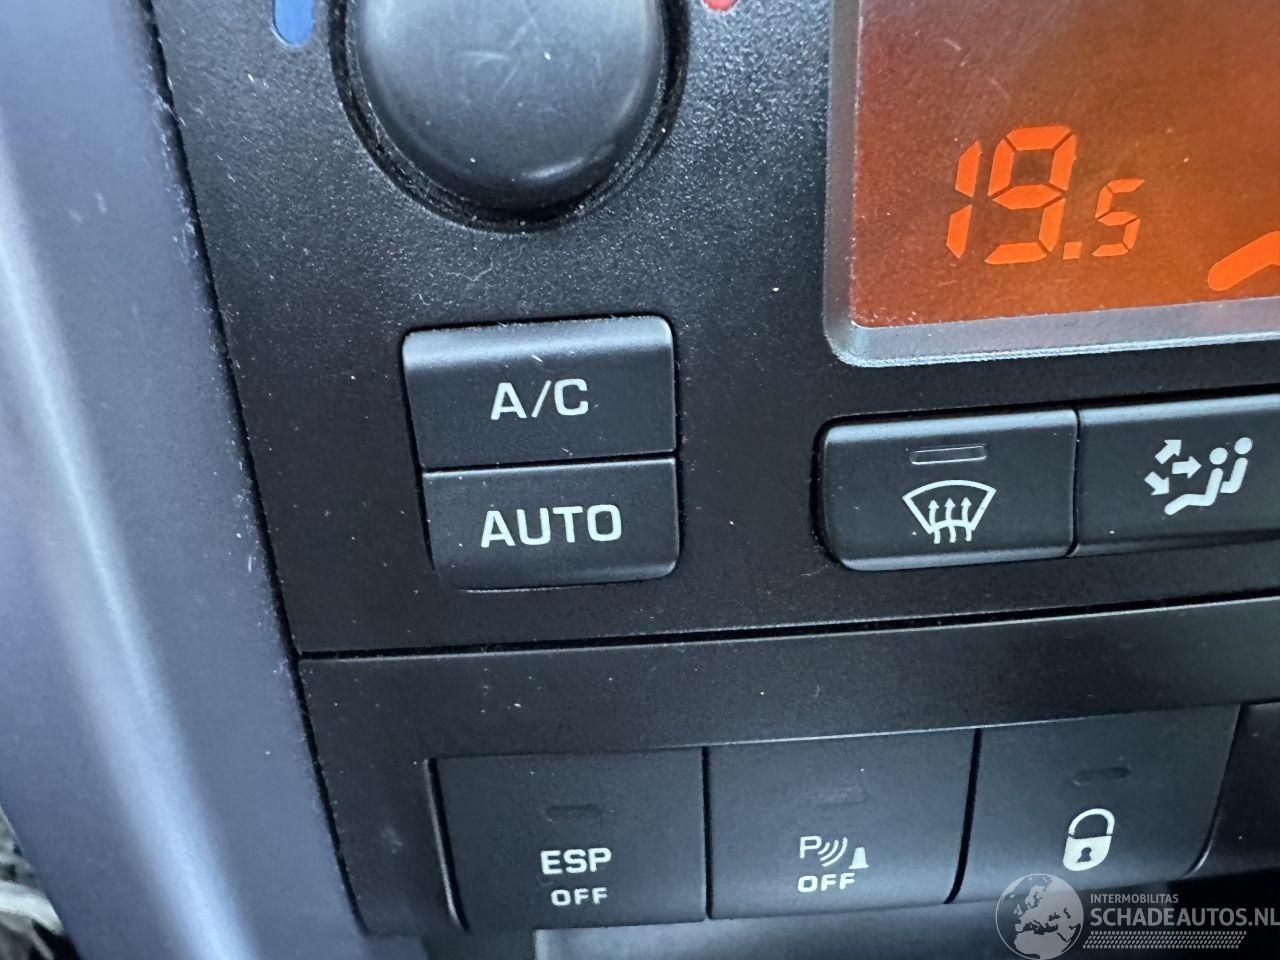 19.5
A/C
AUTO
ESP
OFF
P
OFF
INTERMOBILITAS
SCHADEAUTOS.NL